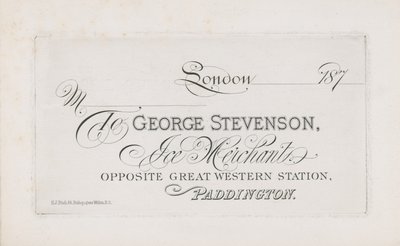 London 187
M
To GEORGE STEVENSON,
Ice Merchant,
OPPOSITE GREAT WESTERN STATION,
PADDINGTON.